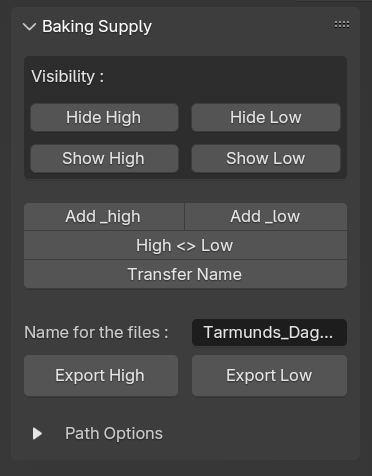 Baking Supply
Visibility :
Hide High Hide Low
Show High Show Low
Add _high Add _low
High <> Low
Transfer Name
Name for the files : Tarmunds_Dag...
Export High Export Low
Path Options